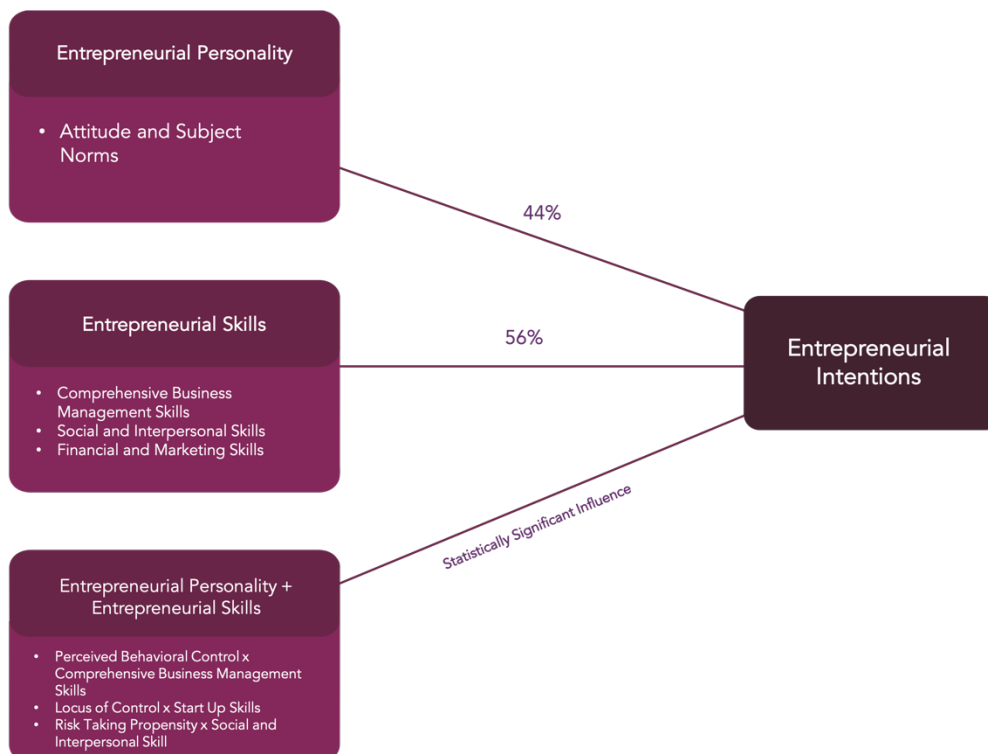 Entrepreneurial Personality
• Attitude and Subject
Norms
44%
Entrepreneurial Skills
• Comprehensive Business
Management Skills
• Social and Interpersonal Skills
• Financial and Marketing Skills
56%
Entrepreneurial
Intentions
Statistically Significant Influence
Entrepreneurial Personality +
Entrepreneurial Skills
• Perceived Behavioral Control x
Comprehensive Business Management
Skills
• Locus of Control x Start Up Skills
• Risk Taking Propensity x Social and
Interpersonal Skill